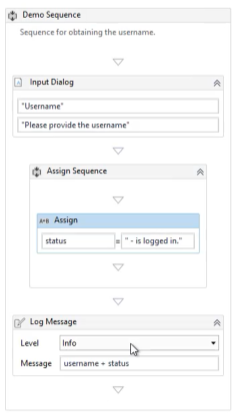 Demo Sequence
Sequence for obtaining the username.
Input Dialog
"Username"
"Please provide the username"
Assign Sequence
A+B Assign
status = " - is logged in."
Log Message
Level Info
Message username + status